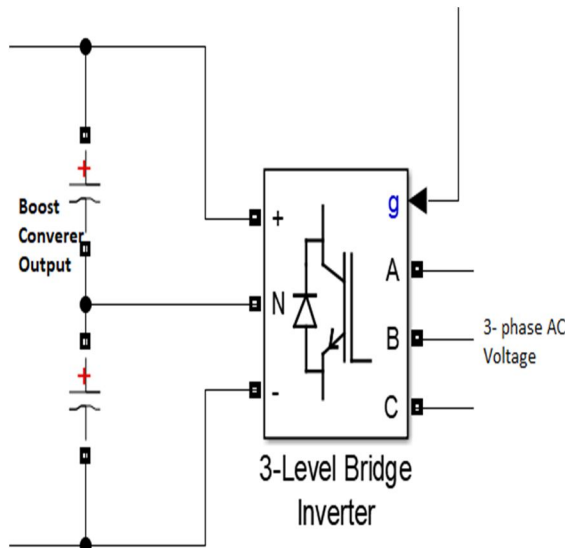 +
Boost
Converer
Output
+
+
N
-
g
A
B
C
3- phase AC
Voltage
3-Level Bridge
Inverter